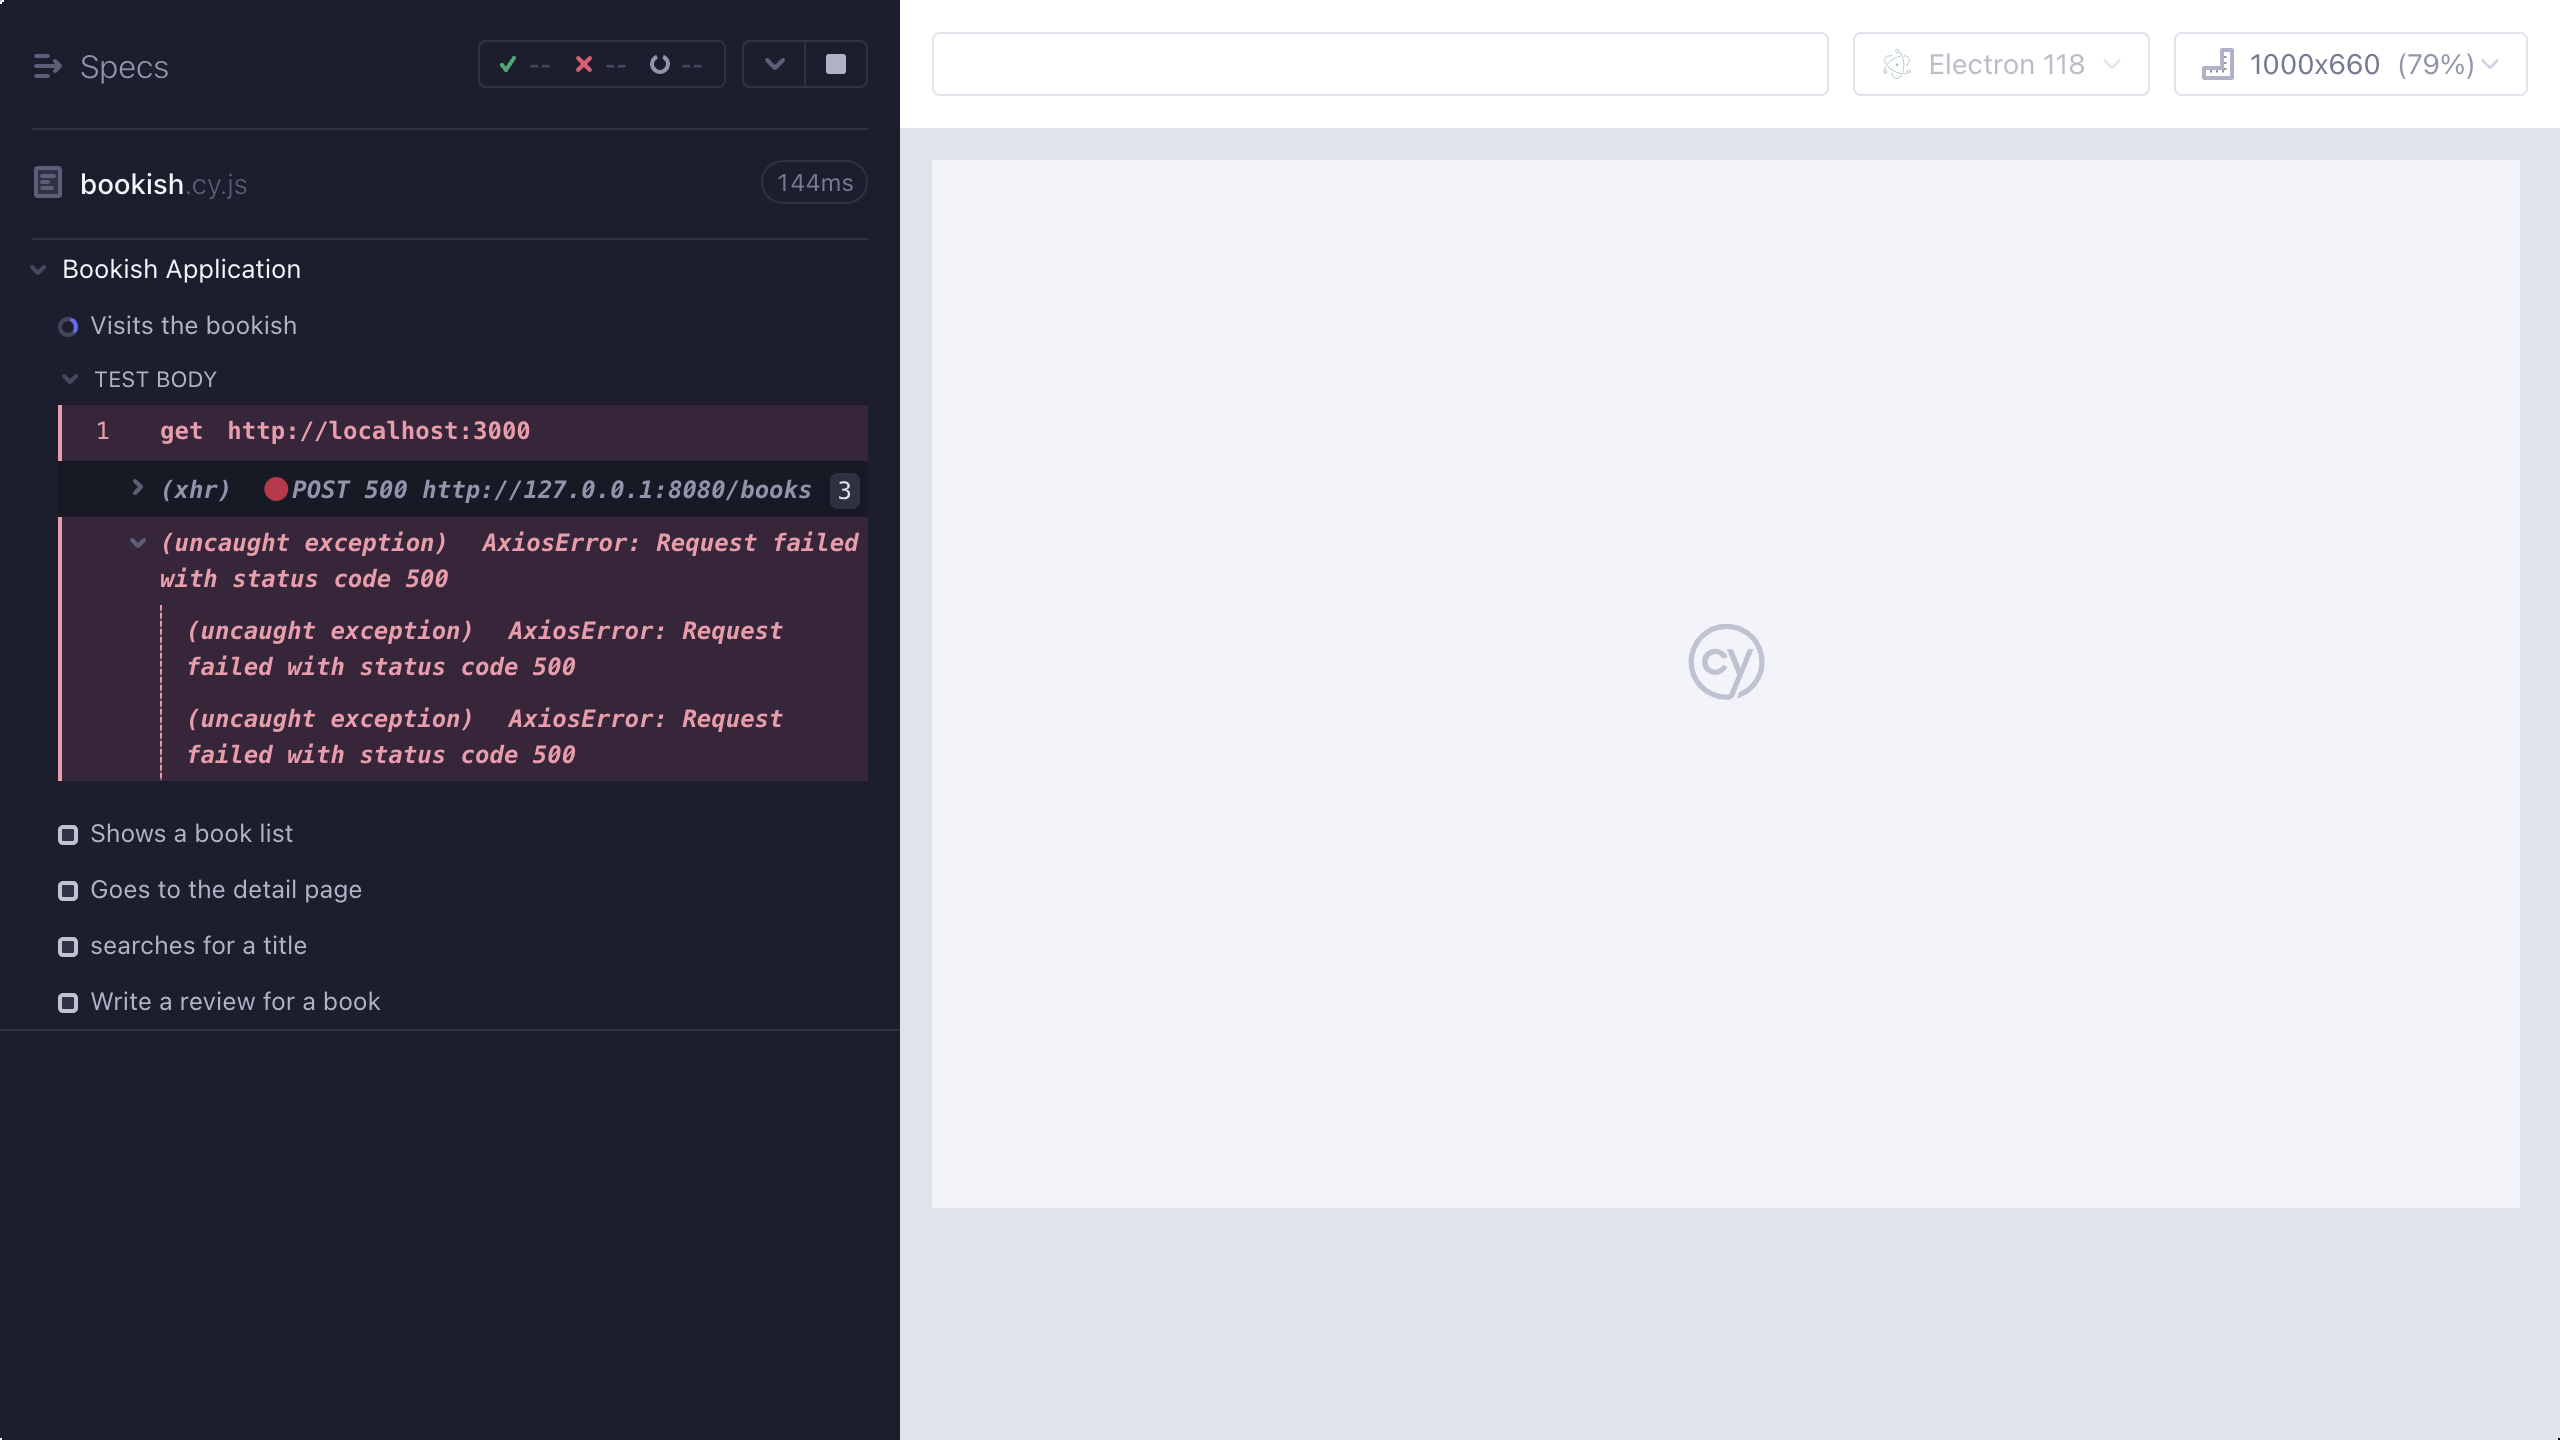 Specs
-- -- --
bookish.cy.js
144ms
Bookish Application
Visits the bookish
TEST BODY
1 get http://localhost:3000
(xhr) POST 500 http://127.0.0.1:8080/books 3
(uncaught exception) AxiosError: Request failed
with status code 500
(uncaught exception) AxiosError: Request
failed with status code 500
(uncaught exception) AxiosError: Request
failed with status code 500
Shows a book list
Goes to the detail page
searches for a title
Write a review for a book
Electron 118
1000x660 (79%)
cy